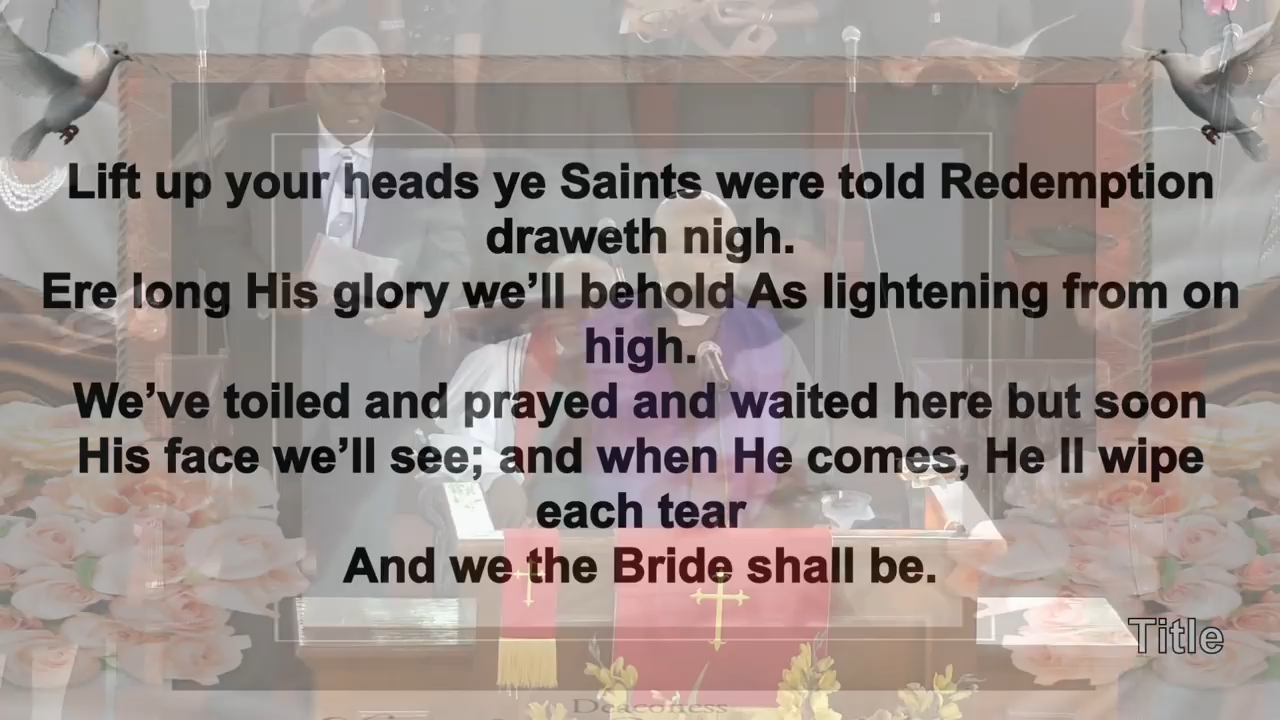 Lift up your heads ye Saints were told Redemption
draweth nigh.
Ere long His glory we’ll behold As lightening from on
high.
We’ve toiled and prayed and waited here but soon
His face we’ll see; and when He comes, He ll wipe
each tear
And we the Bride shall be.
Title
Deaconess